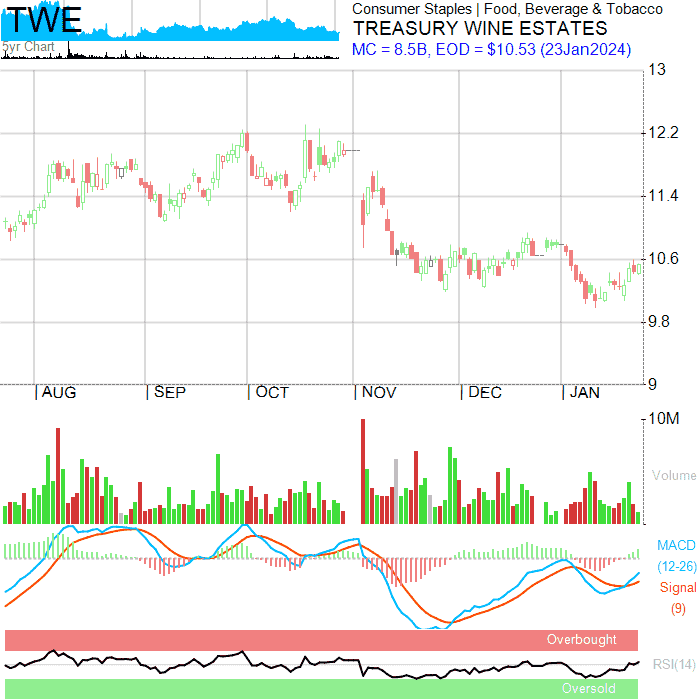 TWE
5yr Chart
Consumer Staples | Food, Beverage & Tobacco
TREASURY WINE ESTATES
MC = 8.5B, EOD = $10.53 (23Jan2024)
13
12.2
11.4
10.6
9.8
9
| AUG | SEP | OCT | NOV | DEC | JAN
10M
Volume
MACD
(12-26)
Signal
(9)
Overbought
RSI(14)
Oversold